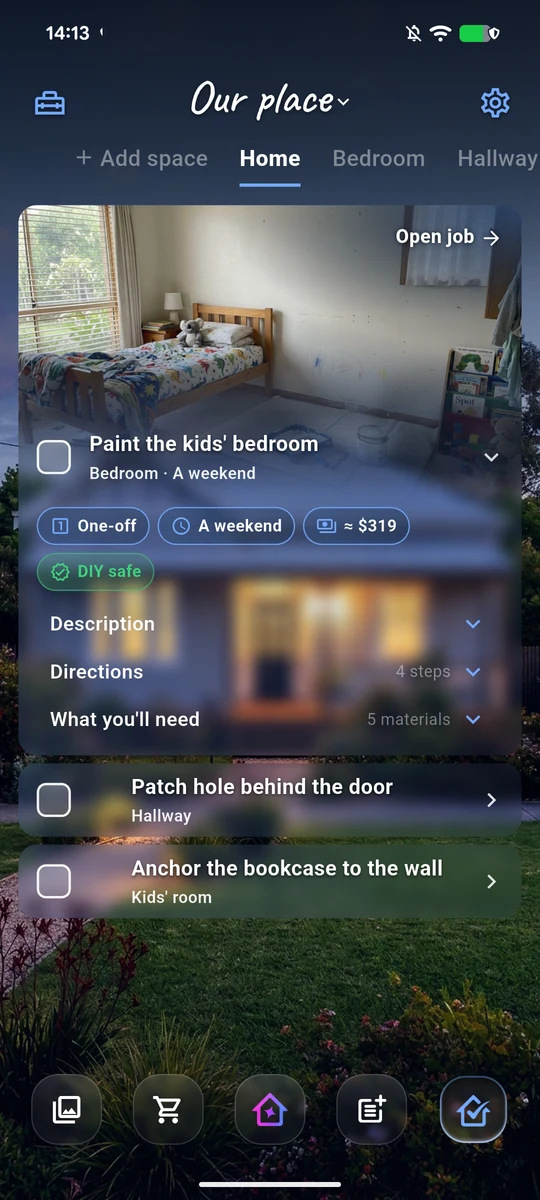 14:13
Our place
+ Add space
Home
Bedroom
Hallway
Open job →
Spot
Paint the kids' bedroom
Bedroom · A weekend
1 One-off
A weekend
≈ $319
DIY safe
Description
Directions
4 steps
What you'll need
5 materials
Patch hole behind the door
Hallway
Anchor the bookcase to the wall
Kids' room